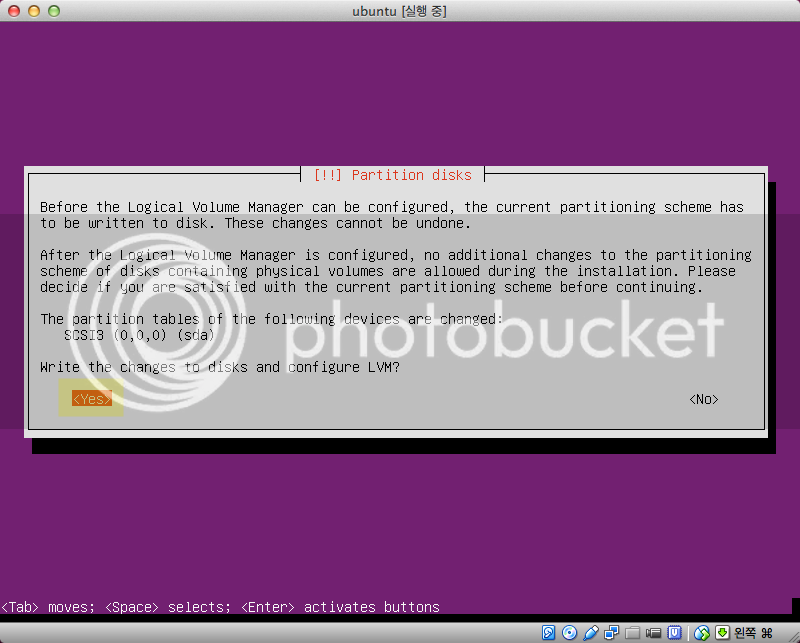 ubuntu [실행 중]
[!!] Partition disks
Before the Logical Volume Manager can be configured, the current partitioning scheme has
to be written to disk. These changes cannot be undone.
After the Logical Volume Manager is configured, no additional changes to the partitioning
scheme of disks containing physical volumes are allowed during the installation. Please
decide if you are satisfied with the current partitioning scheme before continuing.
The partition tables of the following devices are changed:
SCSI3 (0,0,0) (sda)
Write the changes to disks and configure LVM?
<Yes> <No>
photobucket
<Tab> moves; <Space> selects; <Enter> activates buttons
왼쪽 ⌘